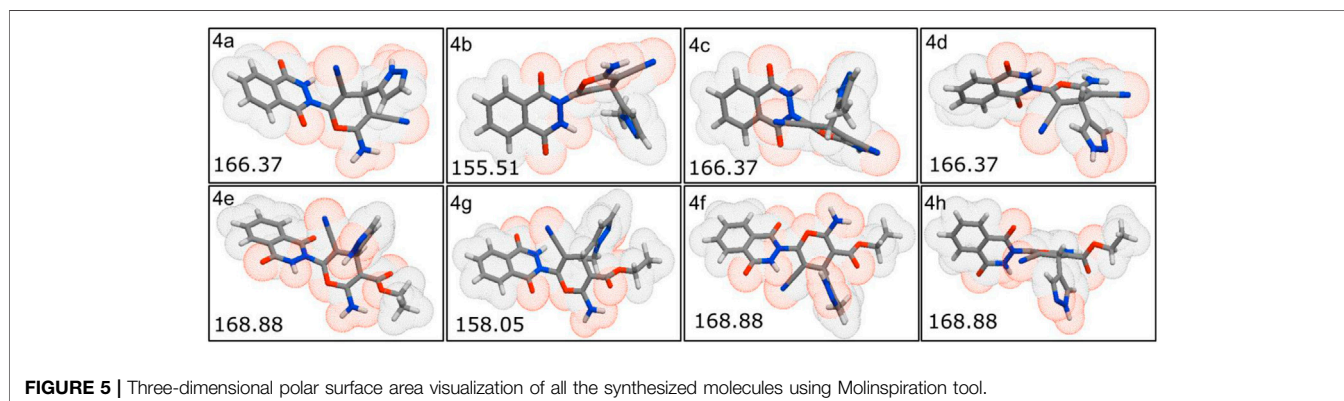 4a
166.37
4b
155.51
4c
166.37
4d
166.37
4e
168.88
4g
158.05
4f
168.88
4h
168.88
FIGURE 5 | Three-dimensional polar surface area visualization of all the synthesized molecules using Molinspiration tool.